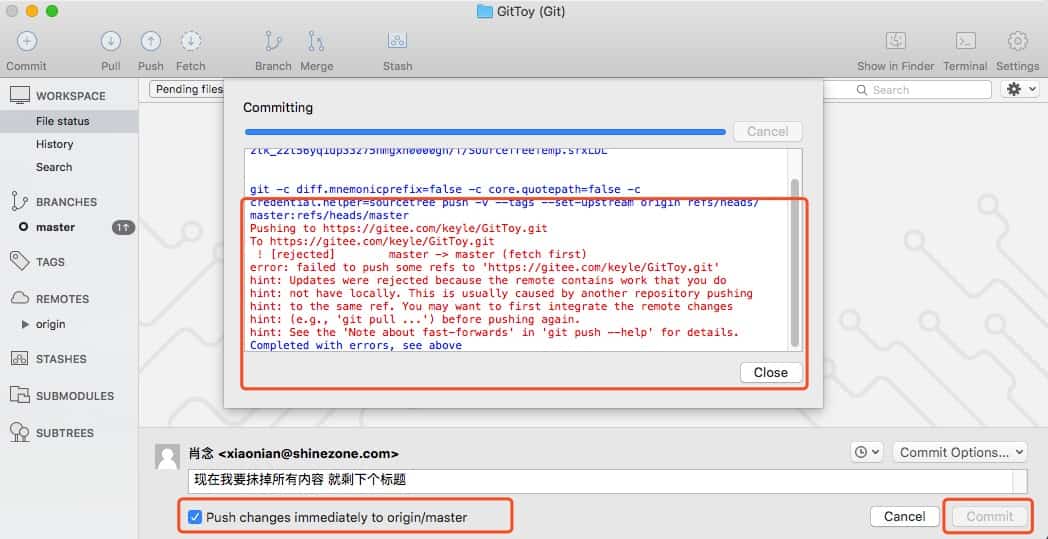 GitToy (Git)
Commit
Pull
Push
Fetch
Branch
Merge
Stash
Show in Finder
Terminal
Settings
WORKSPACE
File status
History
Search
BRANCHES
master
1↑
TAGS
REMOTES
origin
STASHES
SUBMODULES
SUBTREES
Pending files
Search
Committing
Cancel
git -c diff.mnemonicprefix=false -c core.quotepath=false -c
credential.helper=sourcetree push -v --tags --set-upstream origin refs/heads/
master:refs/heads/master
Pushing to https://gitee.com/keyle/GitToy.git
To https://gitee.com/keyle/GitToy.git
! [rejected] master -> master (fetch first)
error: failed to push some refs to 'https://gitee.com/keyle/GitToy.git'
hint: Updates were rejected because the remote contains work that you do
hint: not have locally. This is usually caused by another repository pushing
hint: to the same ref. You may want to first integrate the remote changes
hint: (e.g., 'git pull ...') before pushing again.
hint: See the 'Note about fast-forwards' in 'git push --help' for details.
Completed with errors, see above
Close
肖念 <xiaonian@shinezone.com>
Commit Options...
现在我要抹掉所有内容 就剩下个标题
Push changes immediately to origin/master
Cancel
Commit